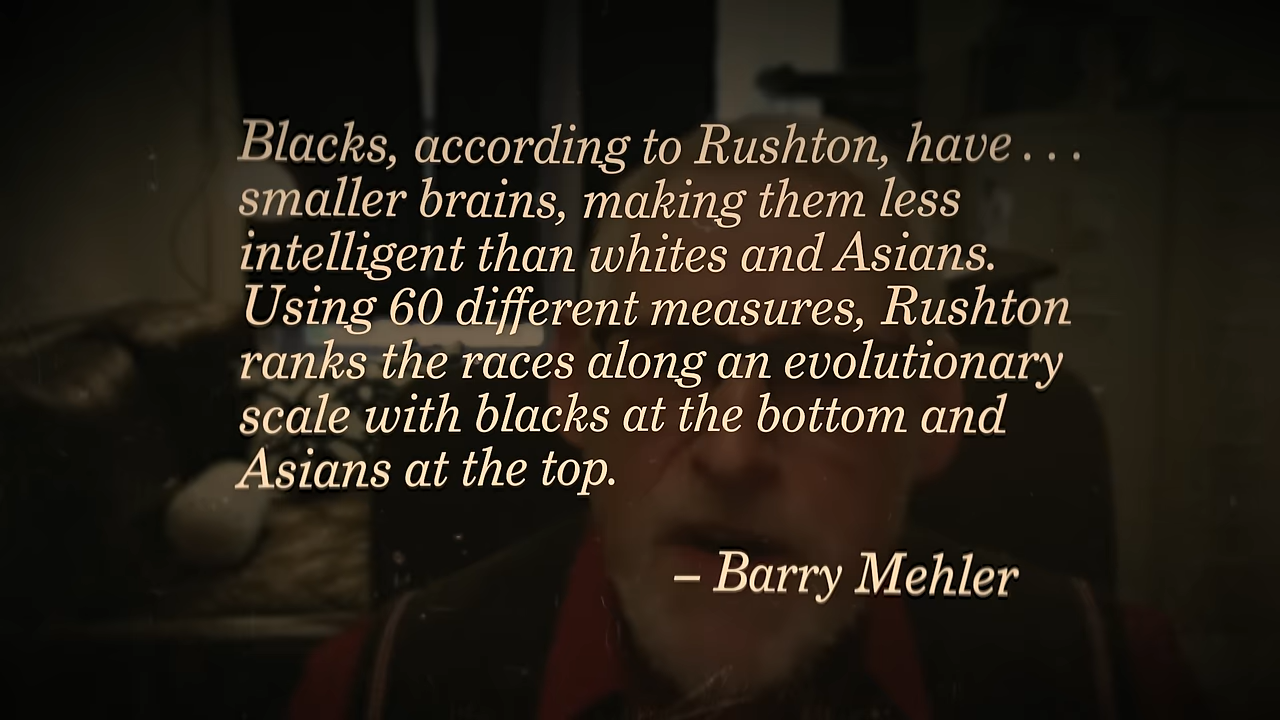 Blacks, according to Rushton, have . . .
smaller brains, making them less
intelligent than whites and Asians.
Using 60 different measures, Rushton
ranks the races along an evolutionary
scale with blacks at the bottom and
Asians at the top.
– Barry Mehler